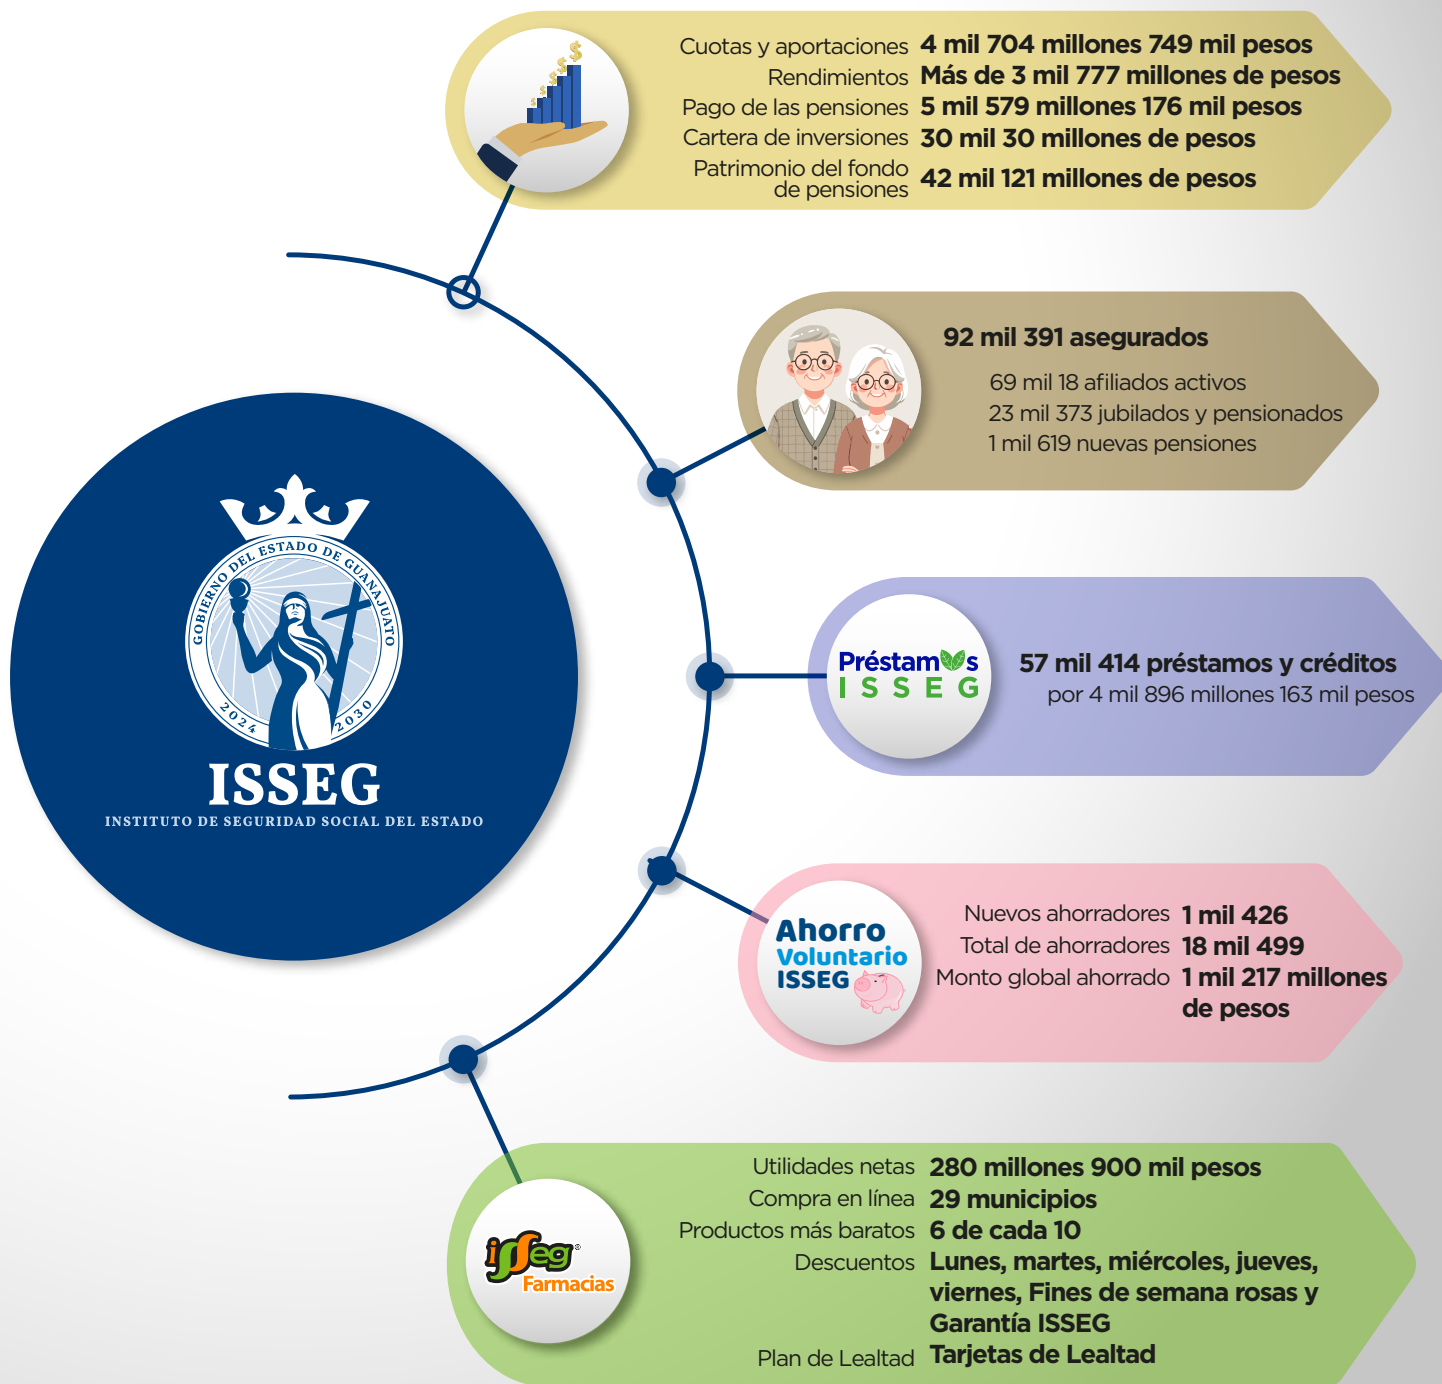 Cuotas y aportaciones 4 mil 704 millones 749 mil pesos
Rendimientos Más de 3 mil 777 millones de pesos
Pago de las pensiones 5 mil 579 millones 176 mil pesos
Cartera de inversiones 30 mil 30 millones de pesos
Patrimonio del fondo
de pensiones 42 mil 121 millones de pesos
92 mil 391 asegurados
69 mil 18 afiliados activos
23 mil 373 jubilados y pensionados
1 mil 619 nuevas pensiones
GOBIERNO DEL ESTADO DE GUANAJUATO
2024 2030
ISSEG
INSTITUTO DE SEGURIDAD SOCIAL DEL ESTADO
Préstamos
ISSEG
57 mil 414 préstamos y créditos
por 4 mil 896 millones 163 mil pesos
Ahorro
Voluntario
ISSEG
Nuevos ahorradores 1 mil 426
Total de ahorradores 18 mil 499
Monto global ahorrado 1 mil 217 millones
de pesos
isseg®
Farmacias
Utilidades netas 280 millones 900 mil pesos
Compra en línea 29 municipios
Productos más baratos 6 de cada 10
Descuentos Lunes, martes, miércoles, jueves,
viernes, Fines de semana rosas y
Garantía ISSEG
Plan de Lealtad Tarjetas de Lealtad